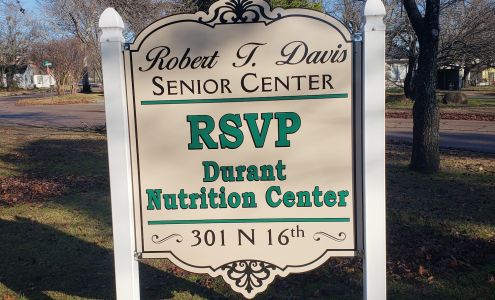 Robert T. Davis
SENIOR CENTER
RSVP
Durant
Nutrition Center
301 N 16th